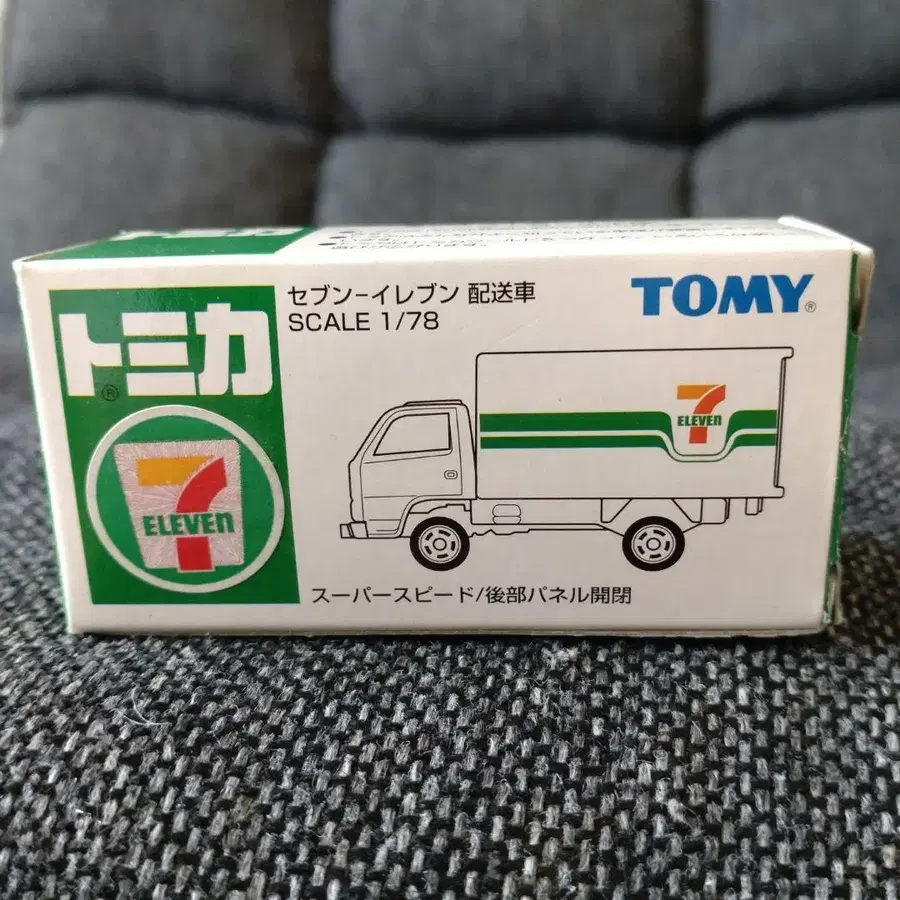 トミカ®
セブン-イレブン 配送車
SCALE 1/78
TOMY®
7
ELEVEN
7
ELEVEN
スーパースピード/後部パネル開閉